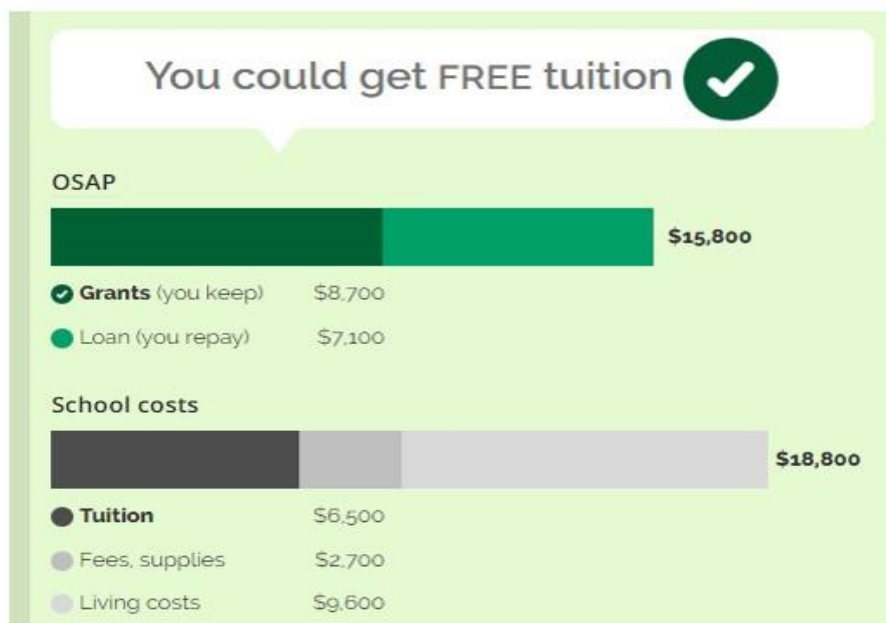 You could get FREE tuition
OSAP
$15,800
Grants (you keep) $8,700
Loan (you repay) $7,100
School costs
$18,800
Tuition $6,500
Fees, supplies $2,700
Living costs $9,600